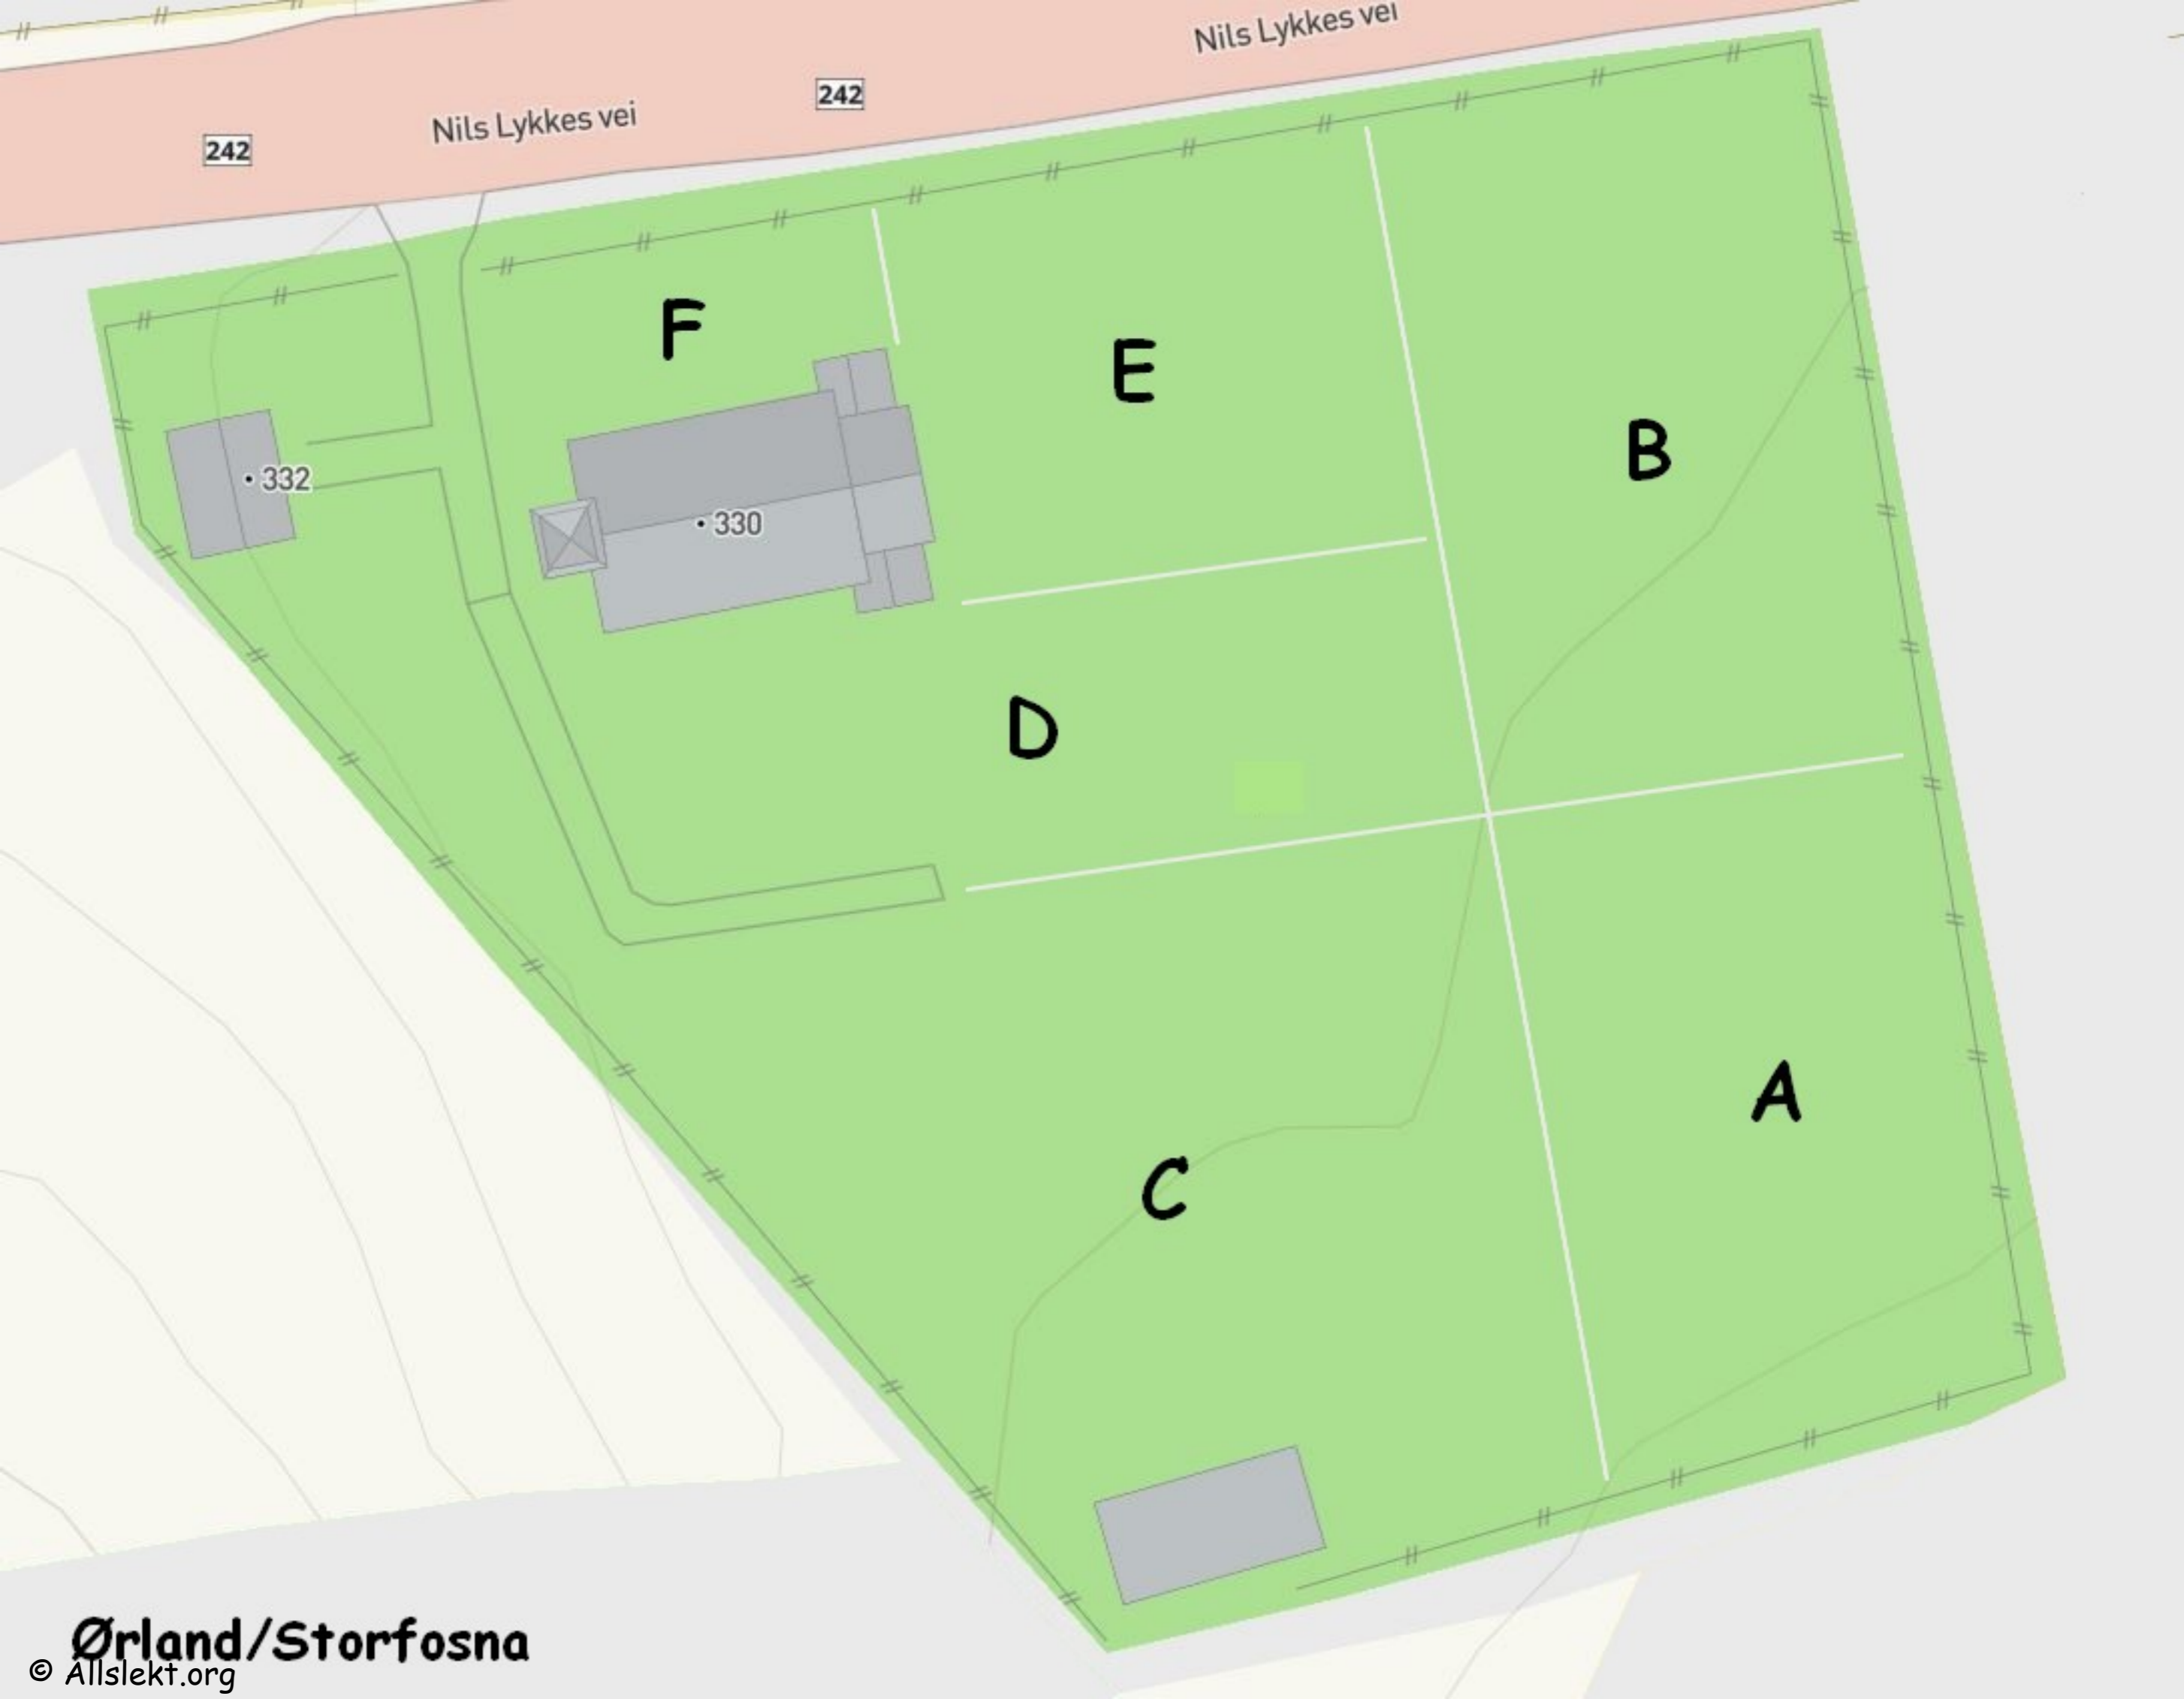 Nils Lykkes vei
242
Nils Lykkes vei
242
F
E
B
332
330
D
A
C
Ørland/Storfosna
© Allslekt.org